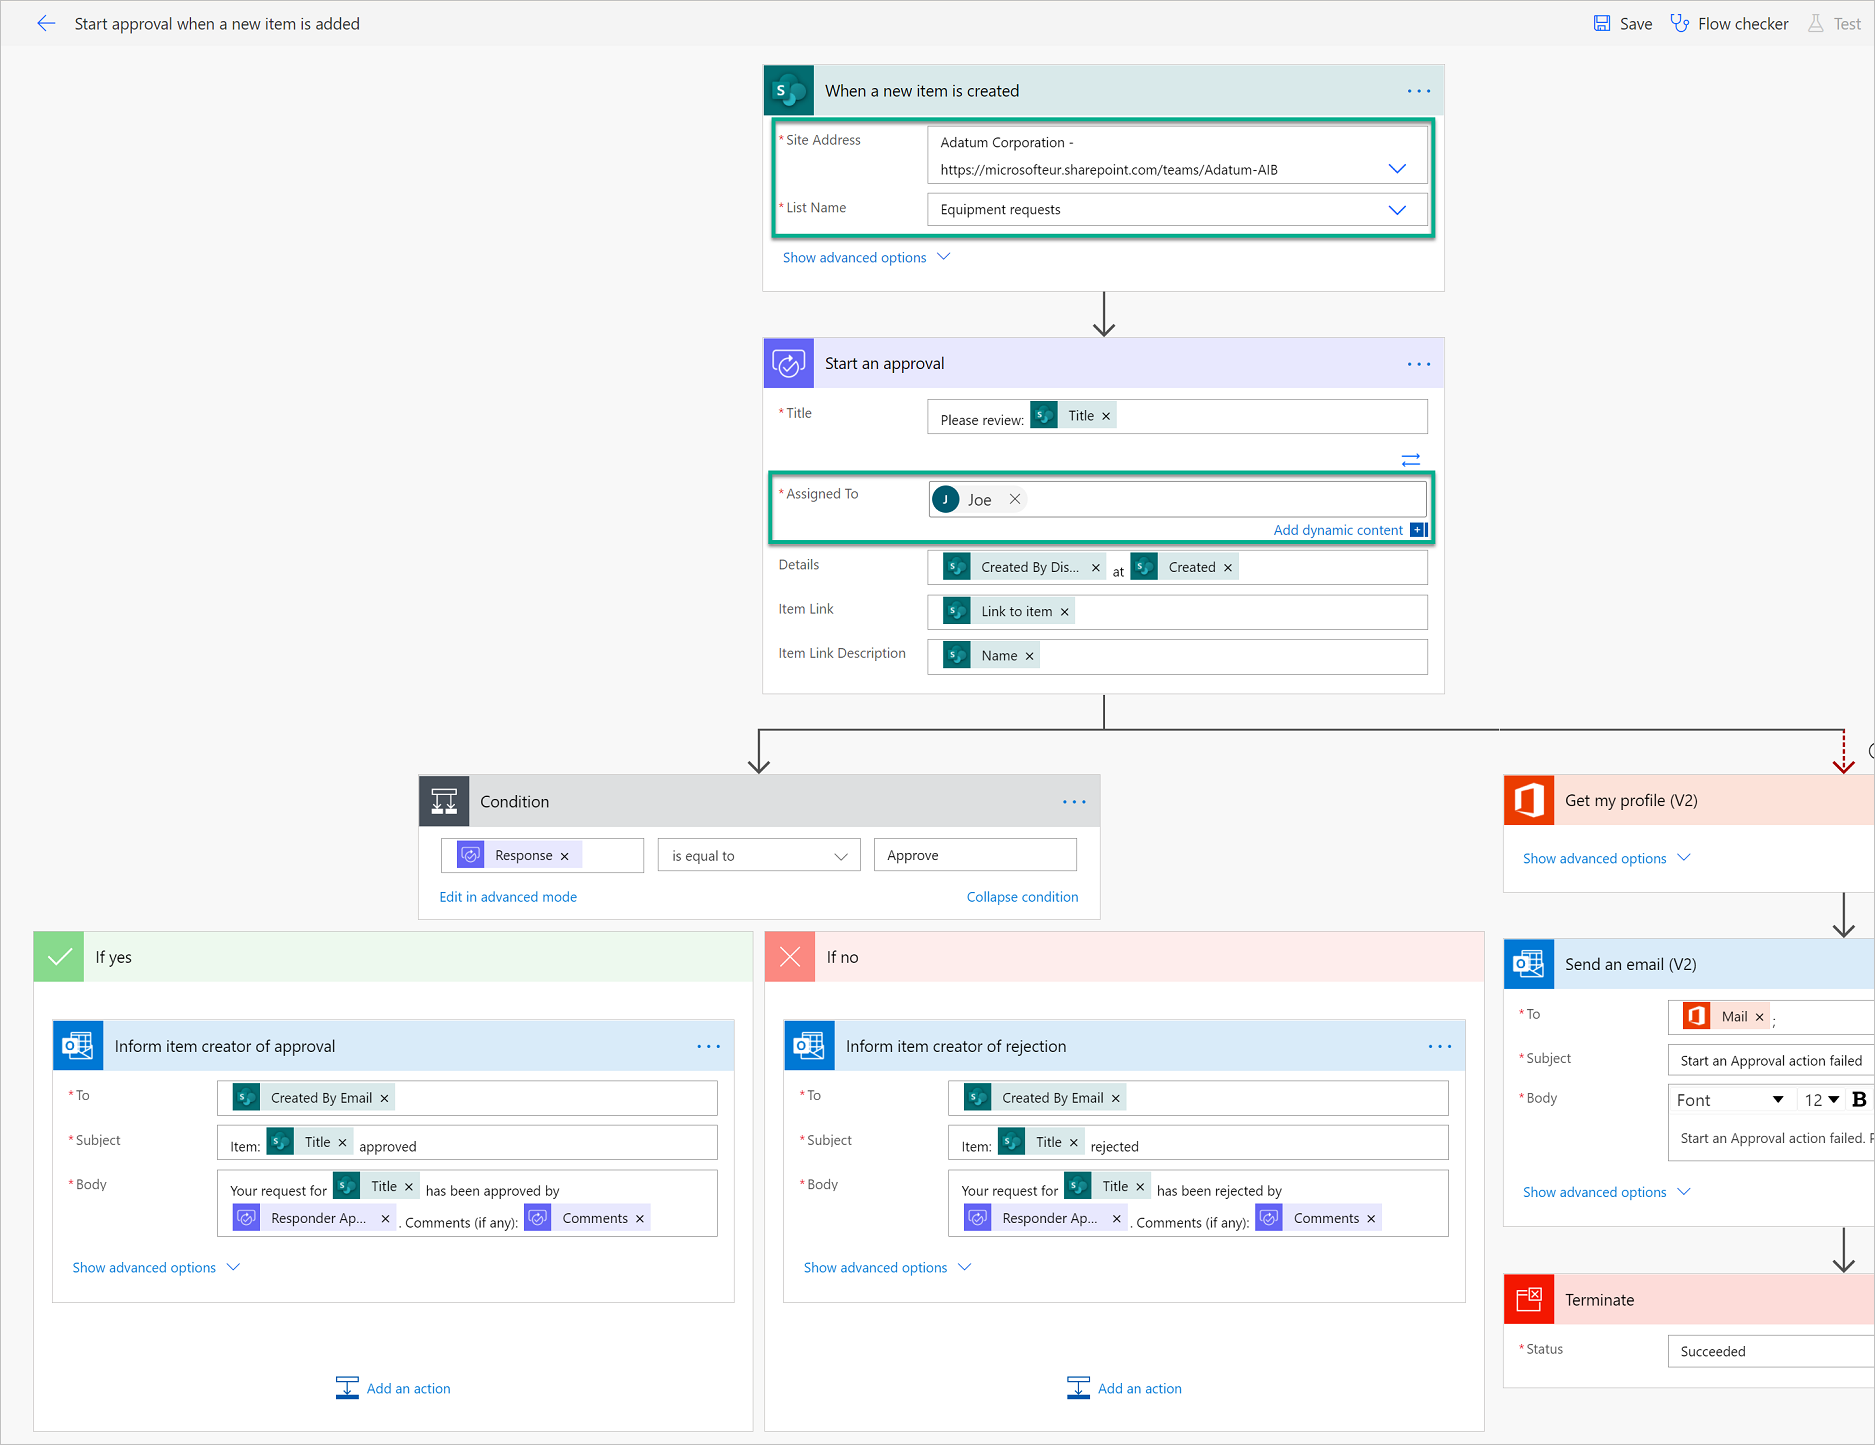 Start approval when a new item is added
Save
Flow checker
Test
When a new item is created
* Site Address
Adatum Corporation -
https://microsofteur.sharepoint.com/teams/Adatum-AIB
* List Name
Equipment requests
Show advanced options
Start an approval
* Title
Please review: Title ×
* Assigned To
J Joe ×
Add dynamic content
Details
Created By Dis... × at Created ×
Item Link
Link to item ×
Item Link Description
Name ×
Condition
Response ×
is equal to
Approve
Edit in advanced mode
Collapse condition
If yes
Inform item creator of approval
* To
Created By Email ×
* Subject
Item: Title × approved
* Body
Your request for Title × has been approved by
Responder Ap... × . Comments (if any): Comments ×
Show advanced options
Add an action
If no
Inform item creator of rejection
* To
Created By Email ×
* Subject
Item: Title × rejected
* Body
Your request for Title × has been rejected by
Responder Ap... × . Comments (if any): Comments ×
Show advanced options
Add an action
Get my profile (V2)
Show advanced options
Send an email (V2)
* To
Mail × ;
* Subject
Start an Approval action failed
* Body
Font 12 B
Start an Approval action failed.
Show advanced options
Terminate
* Status
Succeeded